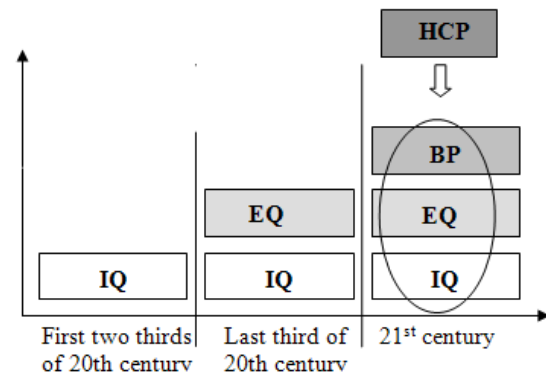 HCP
BP
EQ
EQ
IQ
IQ
IQ
First two thirds
of 20th century
Last third of
20th century
21st century